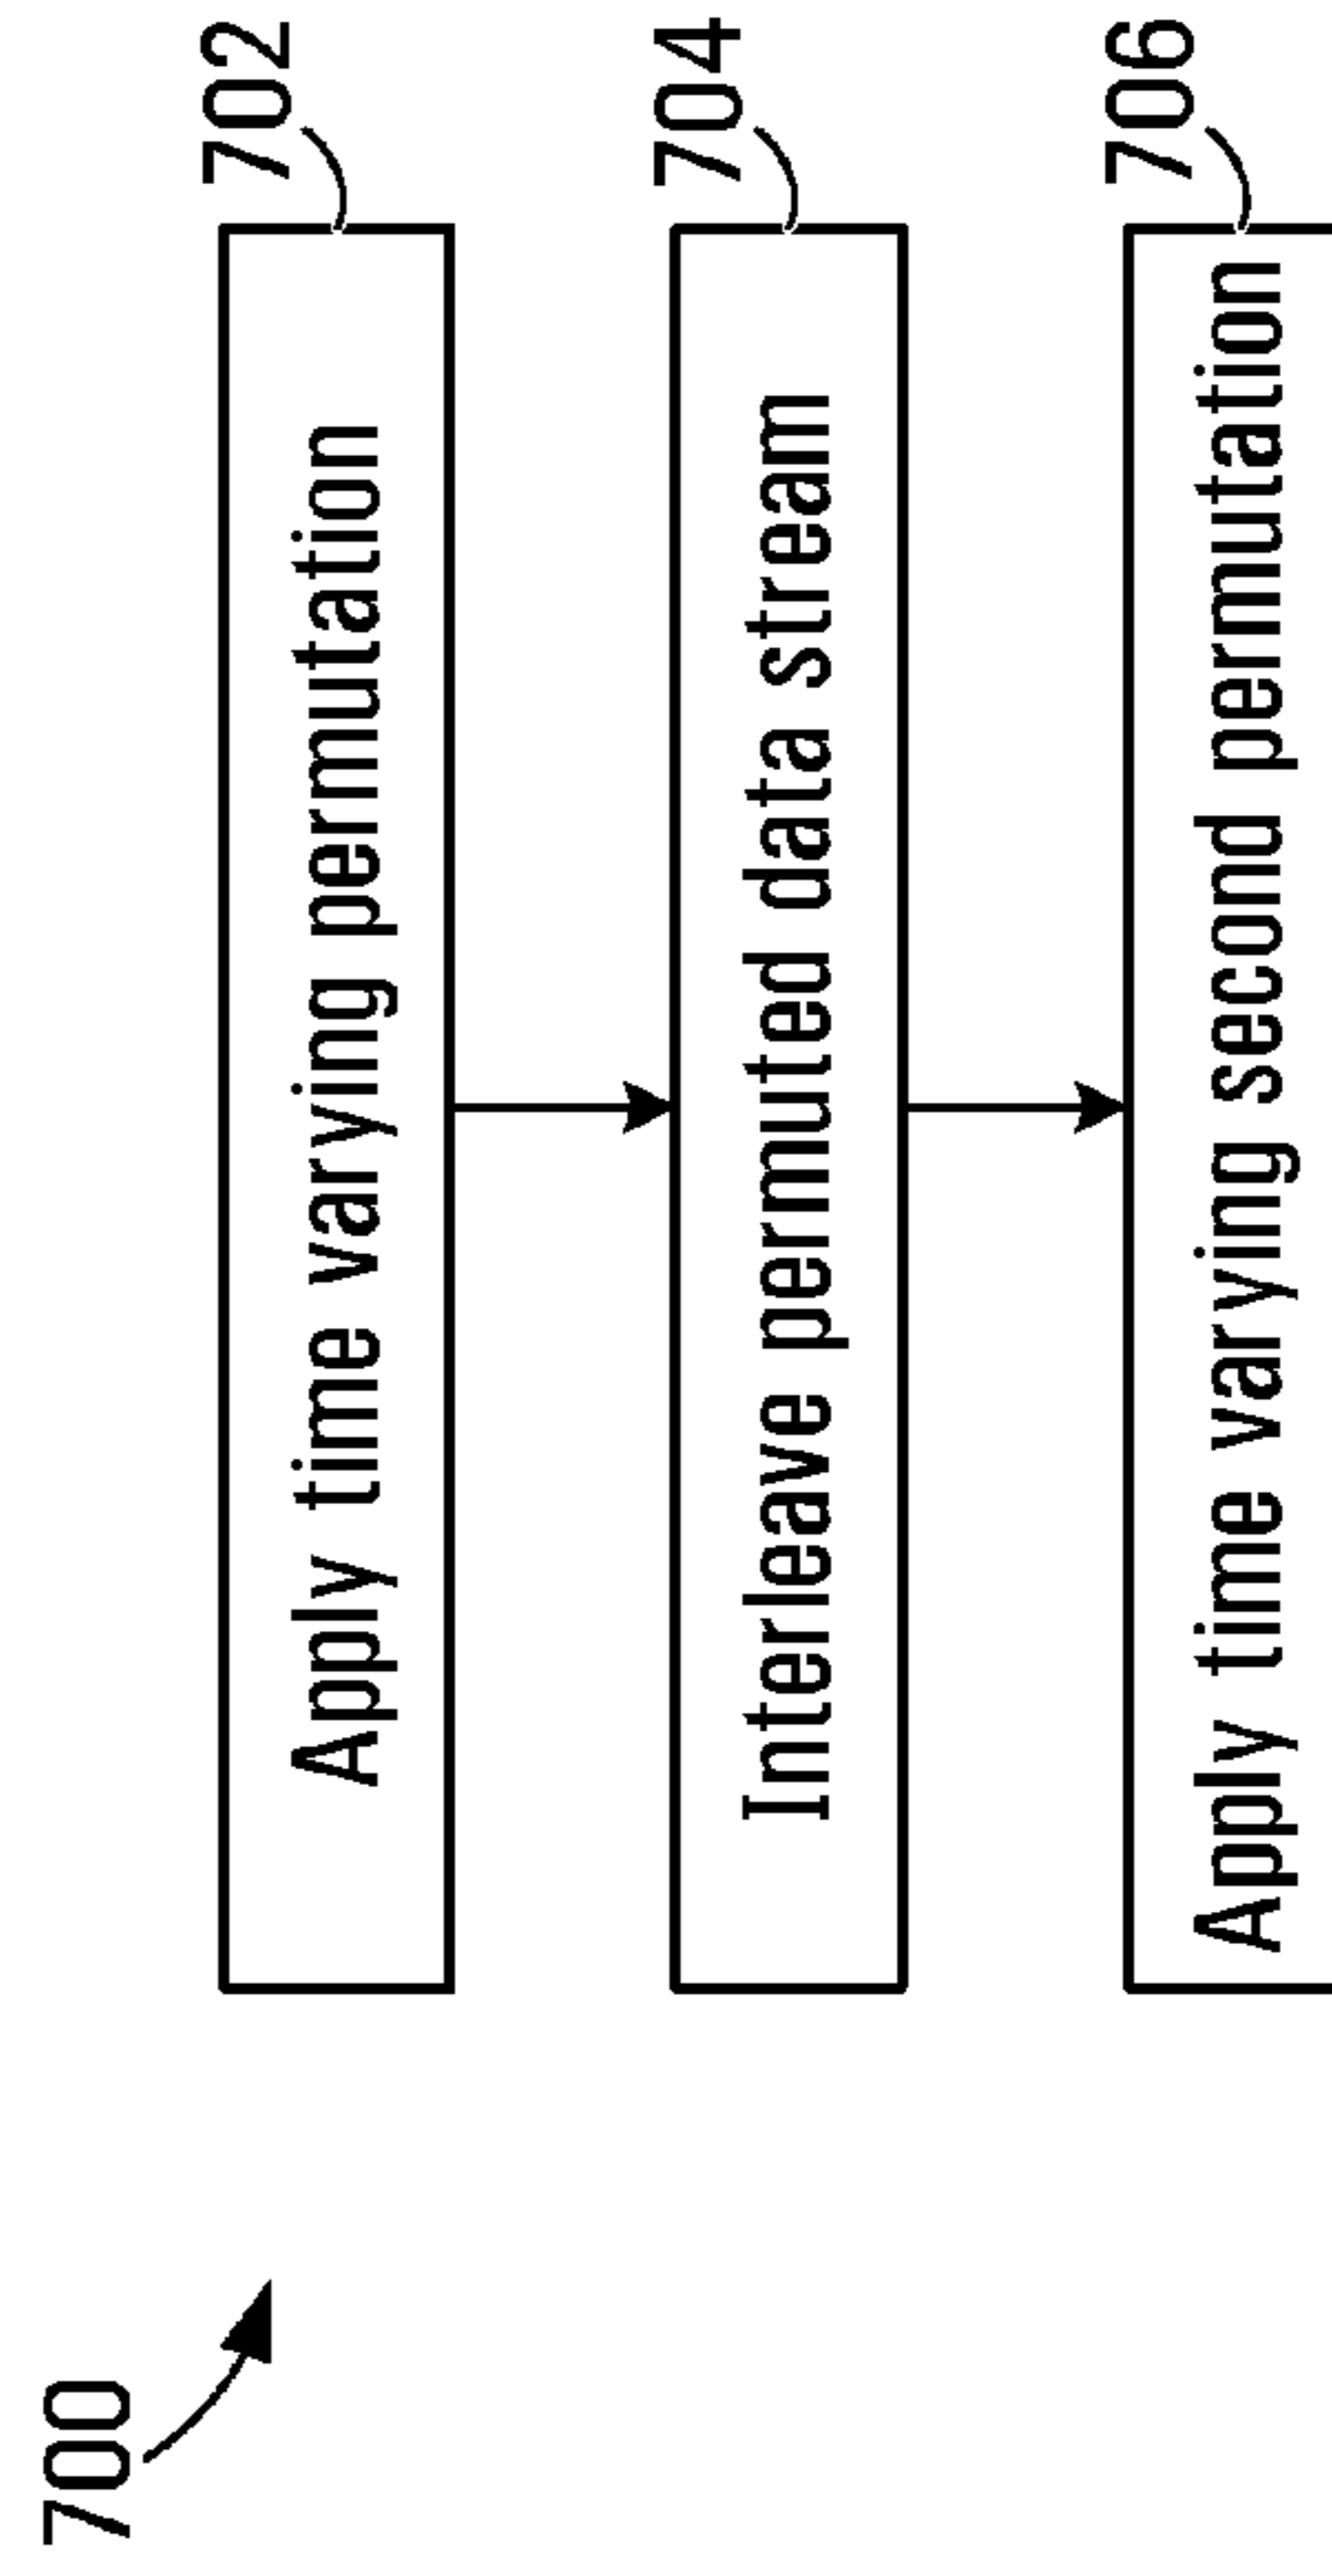 700
702
Apply time varying permutation
704
Interleave permuted data stream
706
Apply time varying second permutation